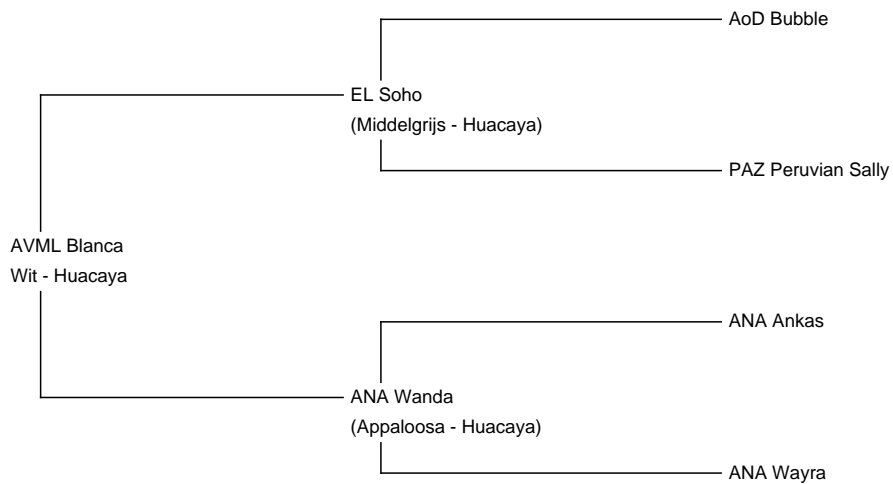 AoD Bubble
EL Soho
(Middelgrijs - Huacaya)
PAZ Peruvian Sally
AVML Blanca
Wit - Huacaya
ANA Ankas
ANA Wanda
(Appaloosa - Huacaya)
ANA Wayra